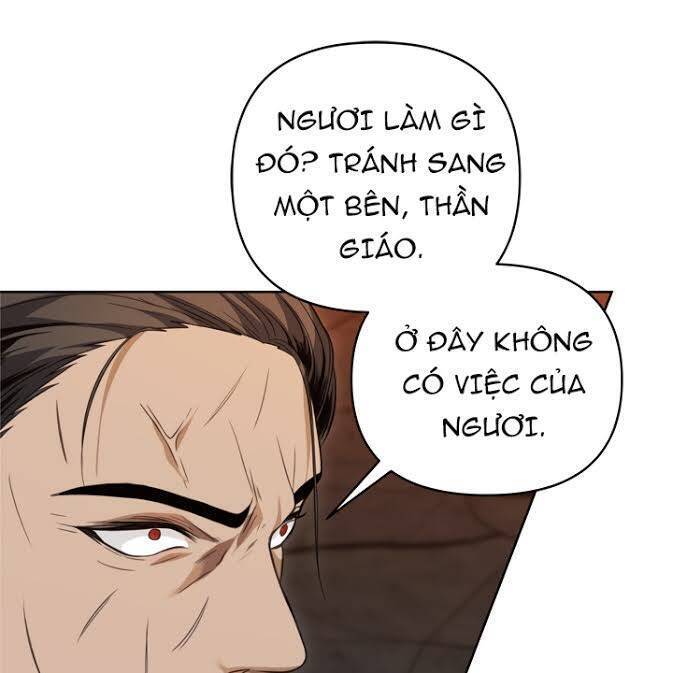 NGƯƠI LÀM GÌ
ĐÓ? TRÁNH SANG
MỘT BÊN, THẦN
GIÁO.
Ở ĐÂY KHÔNG
CÓ VIỆC CỦA
NGƯƠI.